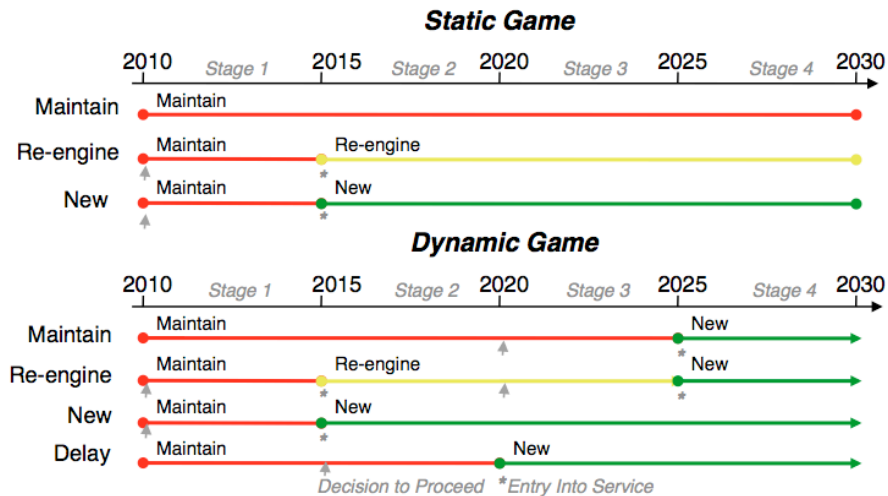 Static Game
2010 Stage 1 2015 Stage 2 2020 Stage 3 2025 Stage 4 2030
Maintain Maintain
Re-engine Maintain Re-engine
*
New Maintain New
*
Dynamic Game
2010 Stage 1 2015 Stage 2 2020 Stage 3 2025 Stage 4 2030
Maintain Maintain New
*
Re-engine Maintain Re-engine New
* *
New Maintain New
*
Delay Maintain New
Decision to Proceed *Entry Into Service